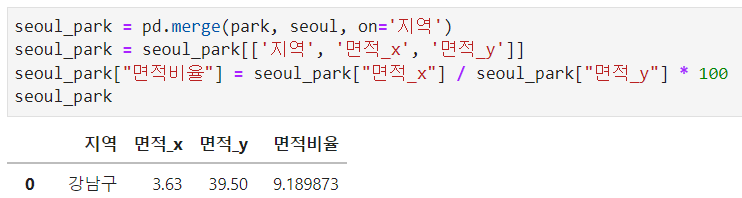 seoul_park = pd.merge(park, seoul, on='지역')
seoul_park = seoul_park[['지역', '면적_x', '면적_y']]
seoul_park["면적비율"] = seoul_park["면적_x"] / seoul_park["면적_y"] * 100
seoul_park
지역 면적_x 면적_y 면적비율
0 강남구 3.63 39.50 9.189873